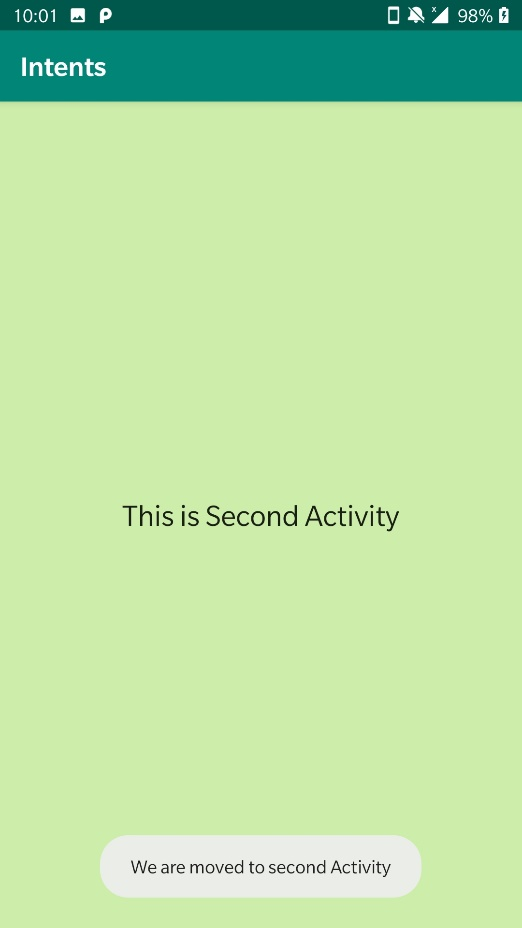 10:01
98%
Intents
This is Second Activity
We are moved to second Activity